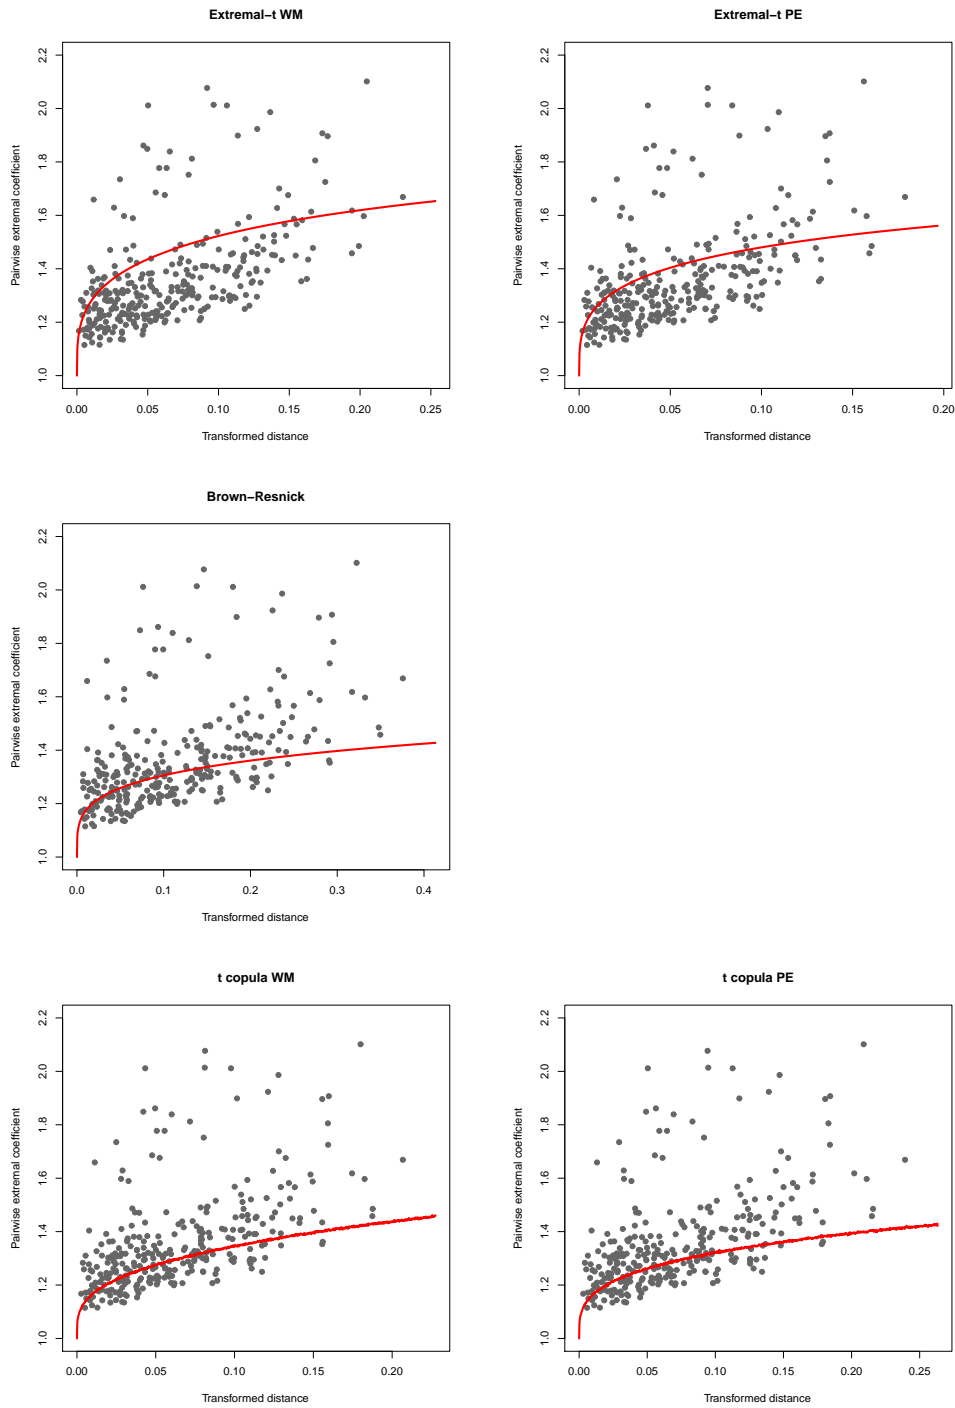 Extremal−t WM
Pairwise extremal coefficient
2.2
2.0
1.8
1.6
1.4
1.2
1.0
0.00 0.05 0.10 0.15 0.20 0.25
Transformed distance
Extremal−t PE
Pairwise extremal coefficient
2.2
2.0
1.8
1.6
1.4
1.2
1.0
0.00 0.05 0.10 0.15 0.20
Transformed distance
Brown−Resnick
Pairwise extremal coefficient
2.2
2.0
1.8
1.6
1.4
1.2
1.0
0.0 0.1 0.2 0.3 0.4
Transformed distance
t copula WM
Pairwise extremal coefficient
2.2
2.0
1.8
1.6
1.4
1.2
1.0
0.00 0.05 0.10 0.15 0.20
Transformed distance
t copula PE
Pairwise extremal coefficient
2.2
2.0
1.8
1.6
1.4
1.2
1.0
0.00 0.05 0.10 0.15 0.20 0.25
Transformed distance